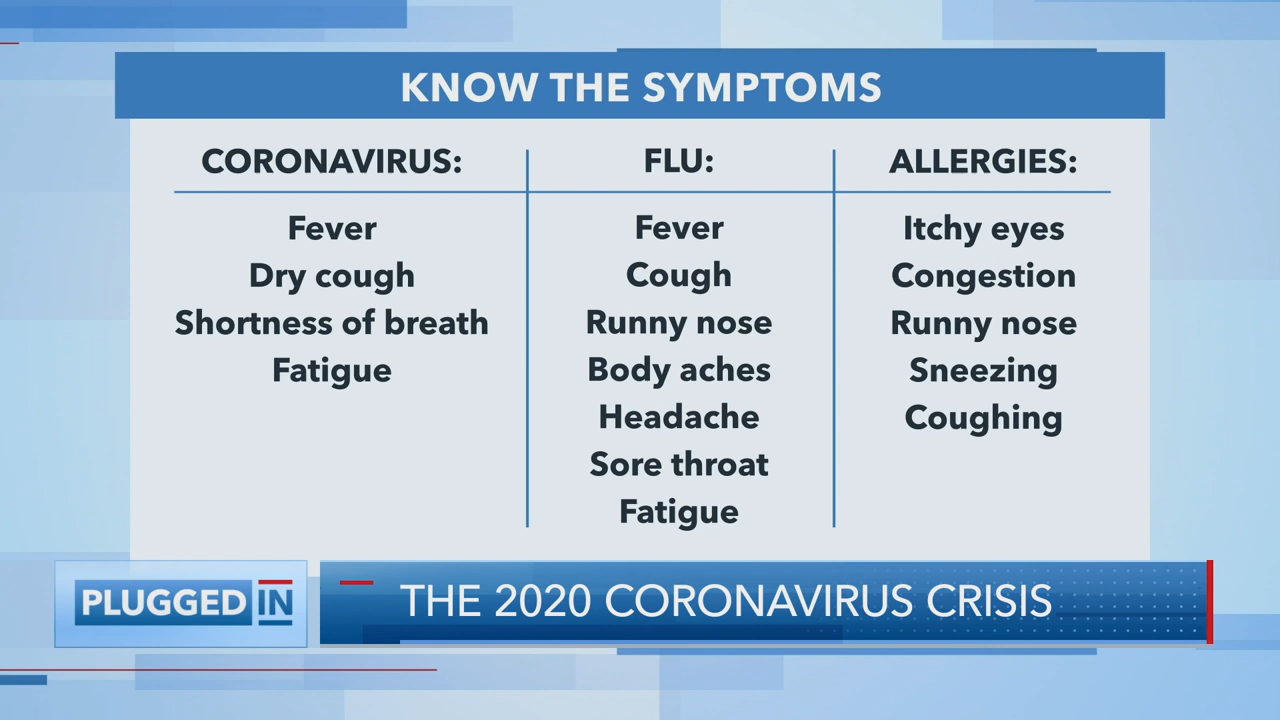 KNOW THE SYMPTOMS
CORONAVIRUS:
Fever
Dry cough
Shortness of breath
Fatigue
FLU:
Fever
Cough
Runny nose
Body aches
Headache
Sore throat
Fatigue
ALLERGIES:
Itchy eyes
Congestion
Runny nose
Sneezing
Coughing
PLUGGED IN
THE 2020 CORONAVIRUS CRISIS